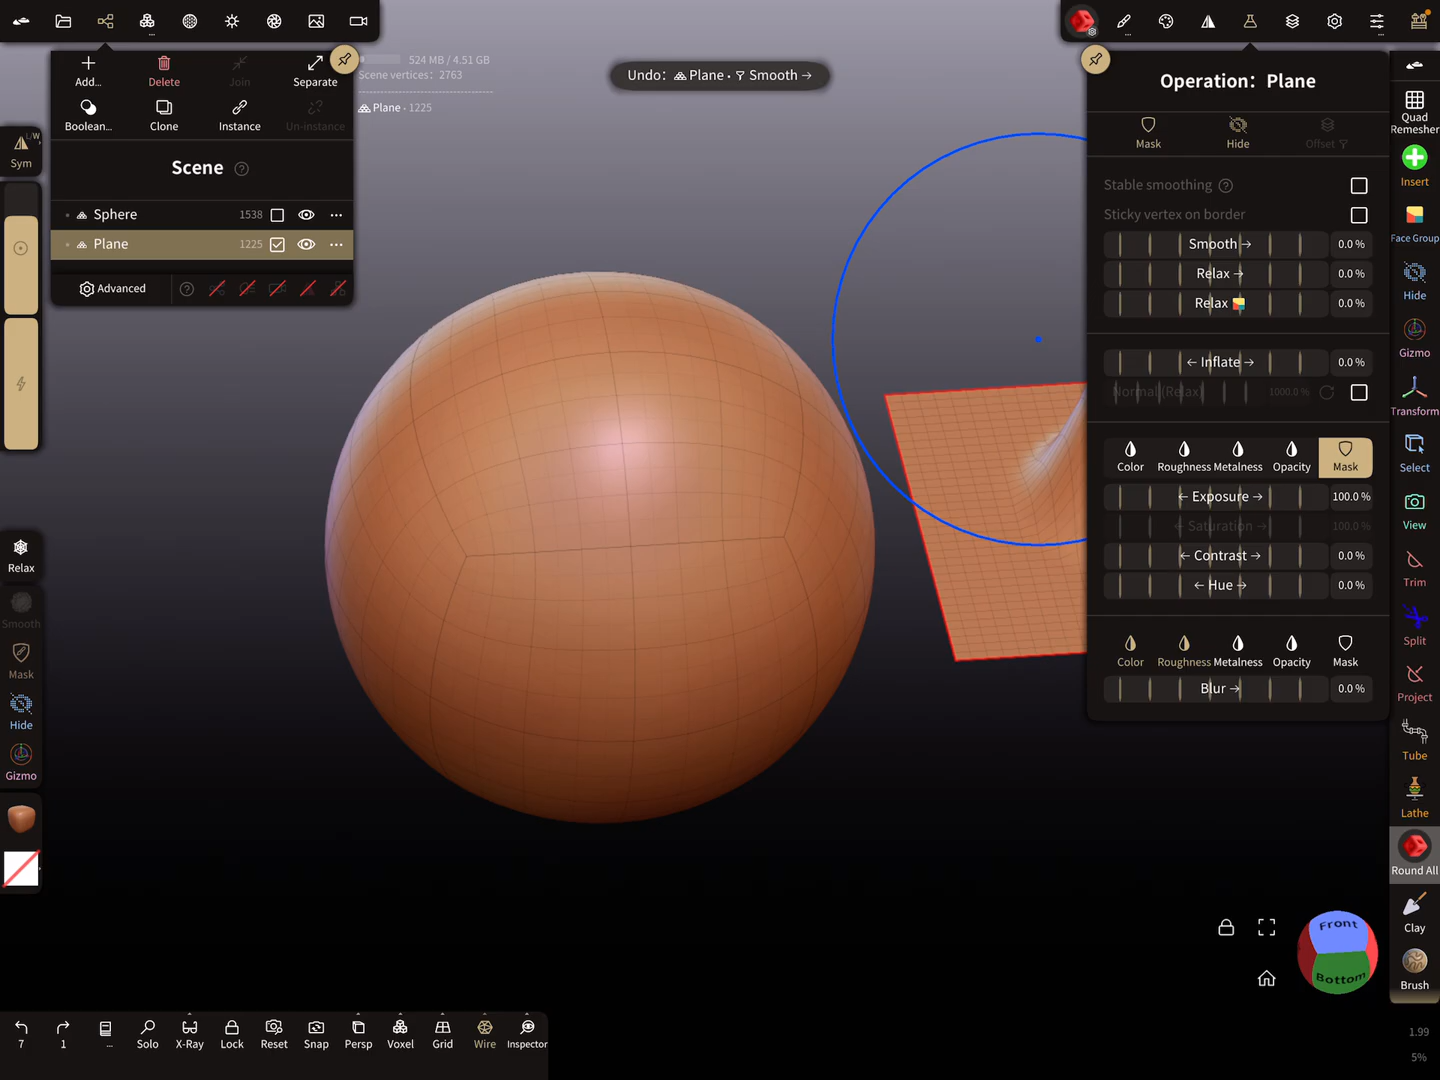 524 MB / 4.51 GB
Scene vertices: 2763
Plane - 1225
Undo: Plane · Smooth →
Add...
Delete
Join
Separate
Boolean...
Clone
Instance
Un-instance
Scene
Sphere 1538
Plane 1225
Advanced
L/W
Sym
Relax
Smooth
Mask
Hide
Gizmo
Operation: Plane
Mask
Hide
Offset
Stable smoothing
Sticky vertex on border
Smooth → 0.0 %
Relax → 0.0 %
Relax 0.0 %
← Inflate → 0.0 %
Normal (Relax) 1000.0 %
Color
Roughness
Metalness
Opacity
Mask
← Exposure → 100.0 %
← Saturation → 100.0 %
← Contrast → 0.0 %
← Hue → 0.0 %
Color
Roughness
Metalness
Opacity
Mask
Blur → 0.0 %
Quad
Remesher
Insert
Face Group
Hide
Gizmo
Transform
Select
View
Trim
Split
Project
Tube
Lathe
Round All
Clay
Brush
Front
Bottom
7
1
...
Solo
X-Ray
Lock
Reset
Snap
Persp
Voxel
Grid
Wire
Inspector
1.99
5%